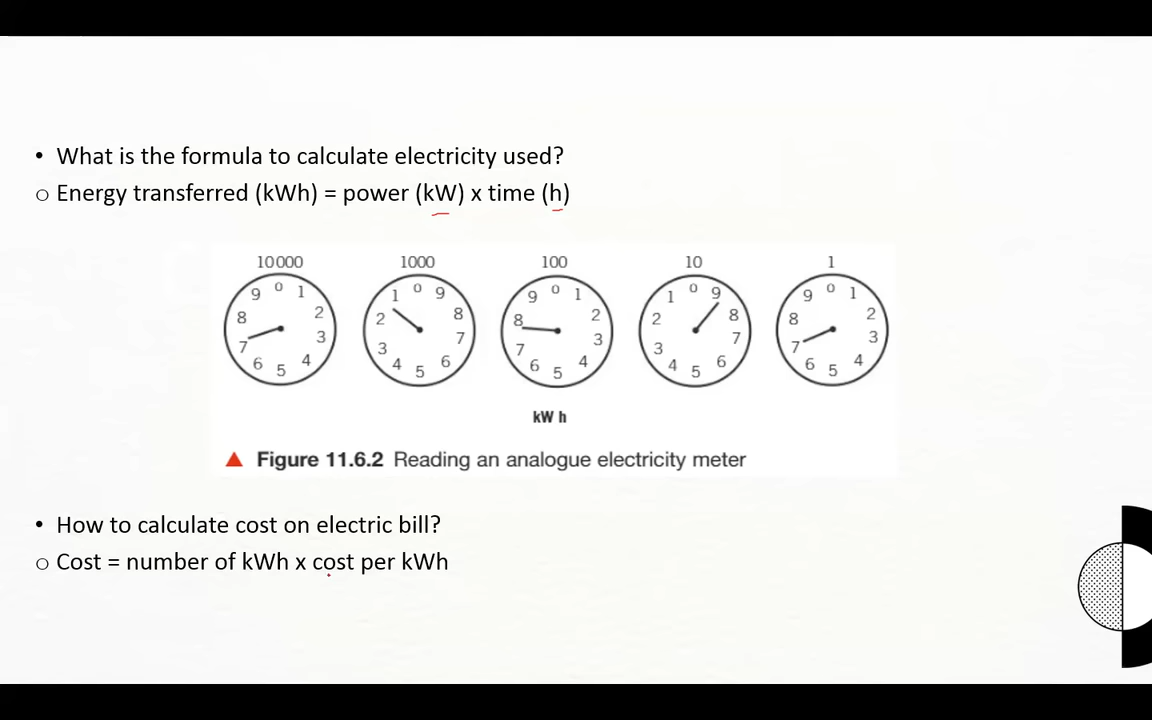 • What is the formula to calculate electricity used?
o Energy transferred (kWh) = power (kW) x time (h)
10 000 1000 100 10 1
9 0 1 2 3 4 5 6 7 8
1 0 9 8 7 6 5 4 3 2
9 0 1 2 3 4 5 6 7 8
1 0 9 8 7 6 5 4 3 2
9 0 1 2 3 4 5 6 7 8
kW h
▲ Figure 11.6.2 Reading an analogue electricity meter
• How to calculate cost on electric bill?
o Cost = number of kWh x cost per kWh